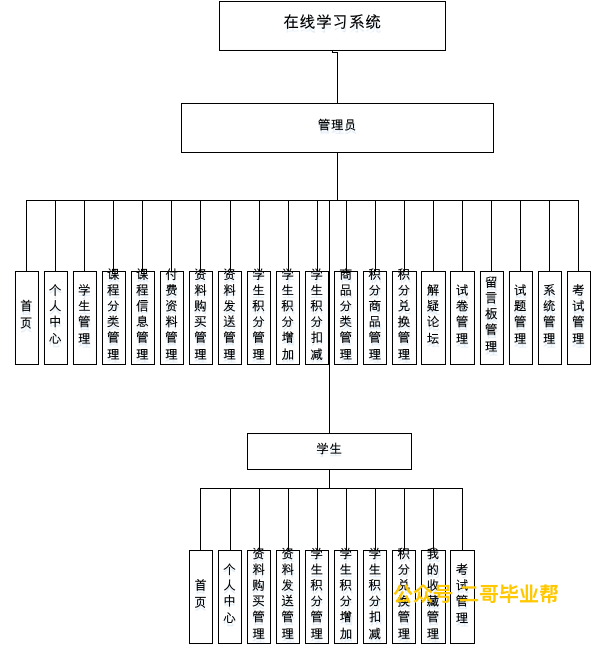 在线学习系统
管理员
首页
个人中心
学生管理
课程分类管理
课程信息管理
付费资料管理
资料购买管理
资料发送管理
学生积分管理
学生积分增加
学生积分扣减
商品分类管理
积分商品管理
积分兑换管理
解疑论坛
试卷管理
留言板管理
试题管理
系统管理
考试管理
学生
首页
个人中心
资料购买管理
资料发送管理
学生积分管理
学生积分增加
学生积分扣减
积分兑换管理
我的收藏管理
考试管理
公众号 二哥毕业帮